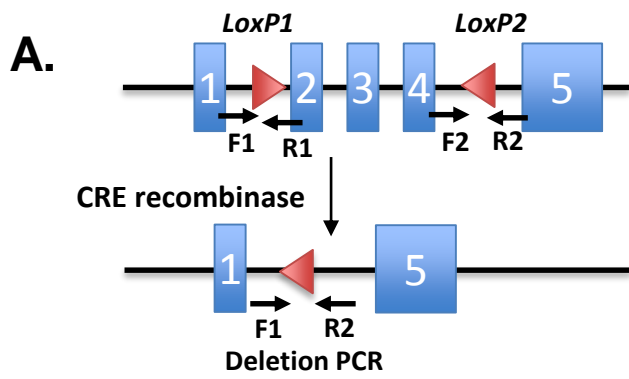 A.
LoxP1 LoxP2
1 2 3 4 5
F1 R1 F2 R2
CRE recombinase
1 5
F1 R2
Deletion PCR